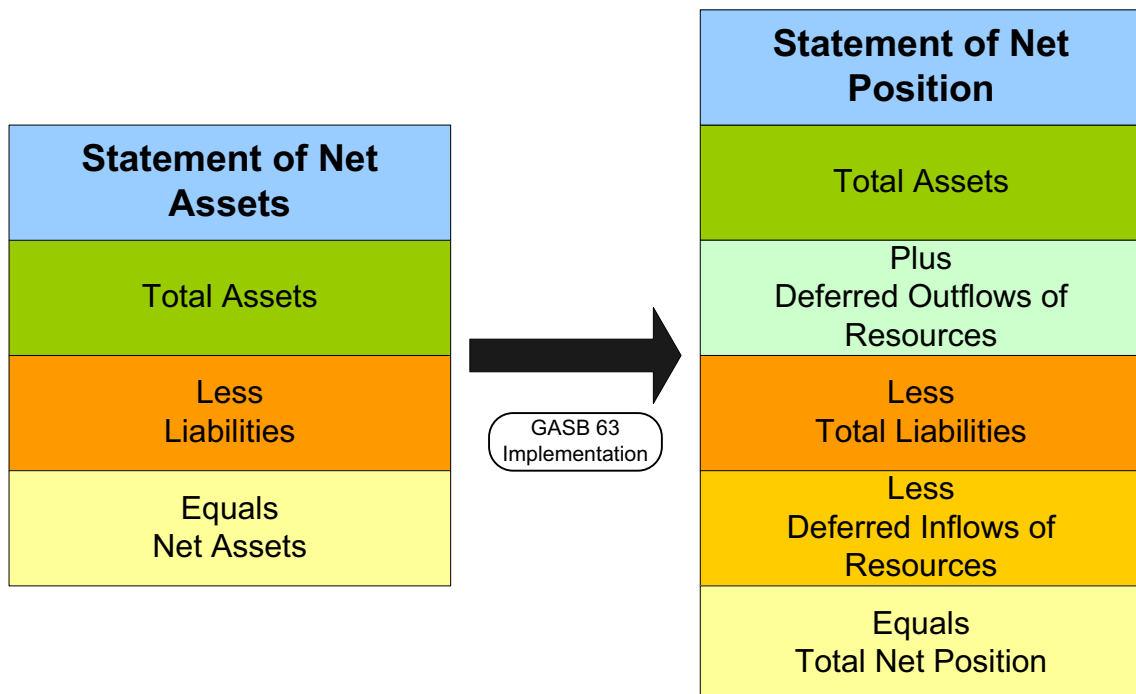 Statement of Net
Assets
Total Assets
Less
Liabilities
Equals
Net Assets
GASB 63
Implementation
Statement of Net
Position
Total Assets
Plus
Deferred Outflows of
Resources
Less
Total Liabilities
Less
Deferred Inflows of
Resources
Equals
Total Net Position